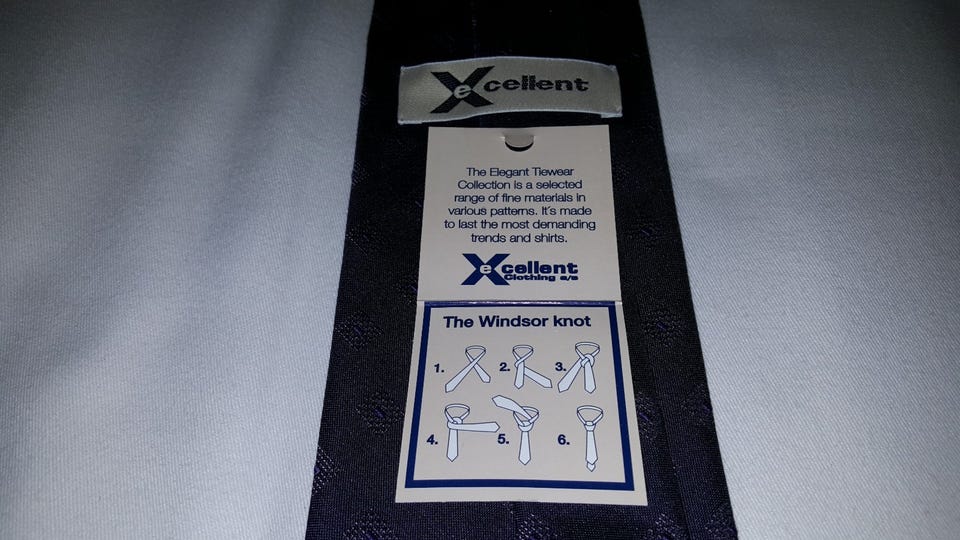 Xcellent
The Elegant Tiewear
Collection is a selected
range of fine materials in
various patterns. It´s made
to last the most demanding
trends and shirts.
Xcellent
Clothing a/s
The Windsor knot
1. 2. 3.
4. 5. 6.